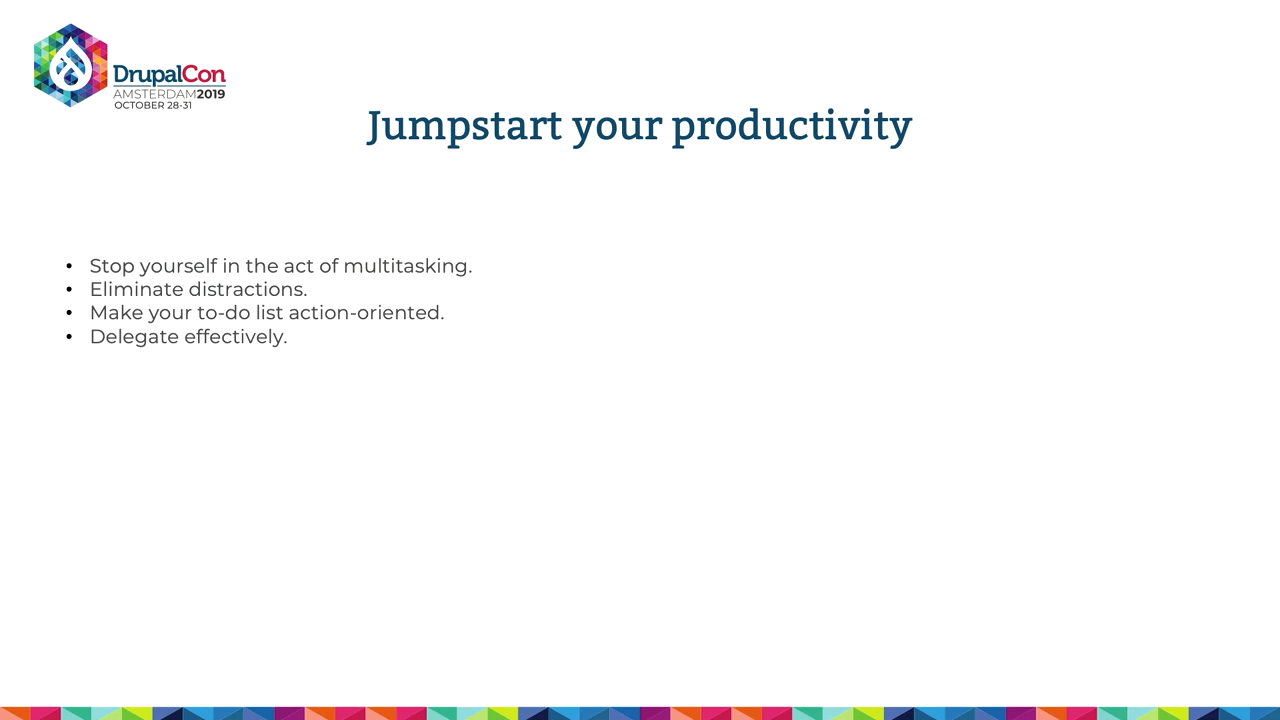 DrupalCon
AMSTERDAM2019
OCTOBER 28-31
Jumpstart your productivity
• Stop yourself in the act of multitasking.
• Eliminate distractions.
• Make your to-do list action-oriented.
• Delegate effectively.